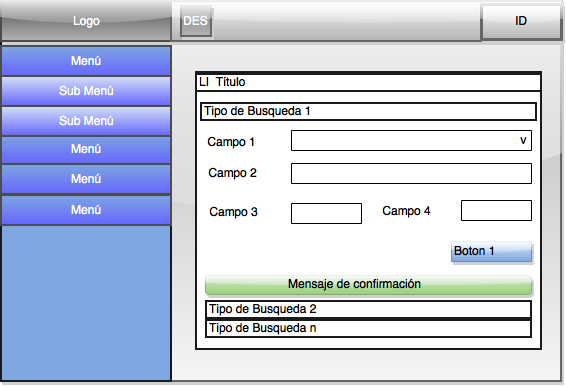 Logo
DES
ID
Menú
Sub Menú
Sub Menú
Menú
Menú
Menú
LI Título
Tipo de Busqueda 1
Campo 1
v
Campo 2
Campo 3
Campo 4
Boton 1
Mensaje de confirmación
Tipo de Busqueda 2
Tipo de Busqueda n